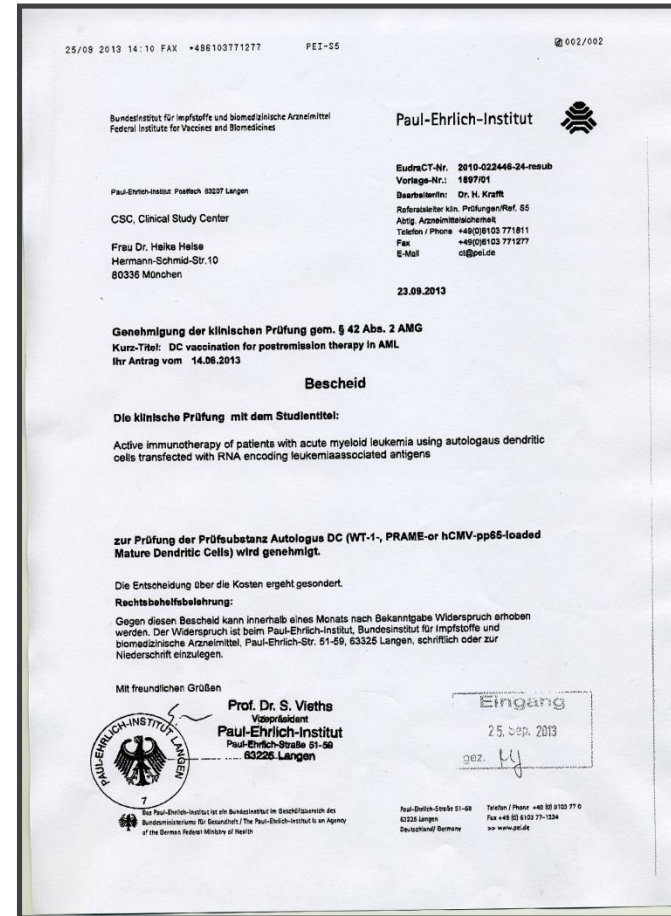 25/09 2013 14:10 FAX +496103771277 PEI-S5 002/002
Bundesinstitut für Impfstoffe und biomedizinische Arzneimittel
Federal Institute for Vaccines and Biomedicines
Paul-Ehrlich-Institut
EudraCT-Nr. 2010-022446-24-resub
Vorlage-Nr.: 1897/01
Bearbeiter/in: Dr. H. Krafft
Referatsleiter klin. Prüfungen/Ref. S5
Abtlg. Arzneimittelsicherheit
Telefon / Phone +49(0)6103 771811
Fax +49(0)6103 771277
E-Mail ct@pei.de
Paul-Ehrlich-Institut Postfach 63207 Langen
CSC, Clinical Study Center
Frau Dr. Heike Heise
Hermann-Schmid-Str.10
80336 München
23.09.2013
Genehmigung der klinischen Prüfung gem. § 42 Abs. 2 AMG
Kurz-Titel: DC vaccination for postremission therapy in AML
Ihr Antrag vom 14.06.2013
Bescheid
Die klinische Prüfung mit dem Studientitel:
Active immunotherapy of patients with acute myeloid leukemia using autologaus dendritic
cells transfected with RNA encoding leukemiaassociated antigens
zur Prüfung der Prüfsubstanz Autologus DC (WT-1-, PRAME-or hCMV-pp65-loaded
Mature Dendritic Cells) wird genehmigt.
Die Entscheidung über die Kosten ergeht gesondert.
Rechtsbehelfsbelehrung:
Gegen diesen Bescheid kann innerhalb eines Monats nach Bekanntgabe Widerspruch erhoben
werden. Der Widerspruch ist beim Paul-Ehrlich-Institut, Bundesinstitut für Impfstoffe und
biomedizinische Arzneimittel, Paul-Ehrlich-Str. 51-59, 63225 Langen, schriftlich oder zur
Niederschrift einzulegen.
Mit freundlichen Grüßen
Prof. Dr. S. Vieths
Vizepräsident
Paul-Ehrlich-Institut
Paul-Ehrlich-Straße 51-59
63225 Langen
PAUL-EHRLICH-INSTITUT LANGEN
7
Eingang
25. Sep. 2013
gez.
Das Paul-Ehrlich-Institut ist ein Bundesinstitut im Geschäftsbereich des
Bundesministeriums für Gesundheit / The Paul-Ehrlich-Institut is an Agency
of the German Federal Ministry of Health
Paul-Ehrlich-Straße 51-59
63225 Langen
Deutschland/ Germany
Telefon / Phone +49 (0) 6103 77 0
Fax +49 (0) 6103 77-1234
>> www.pei.de